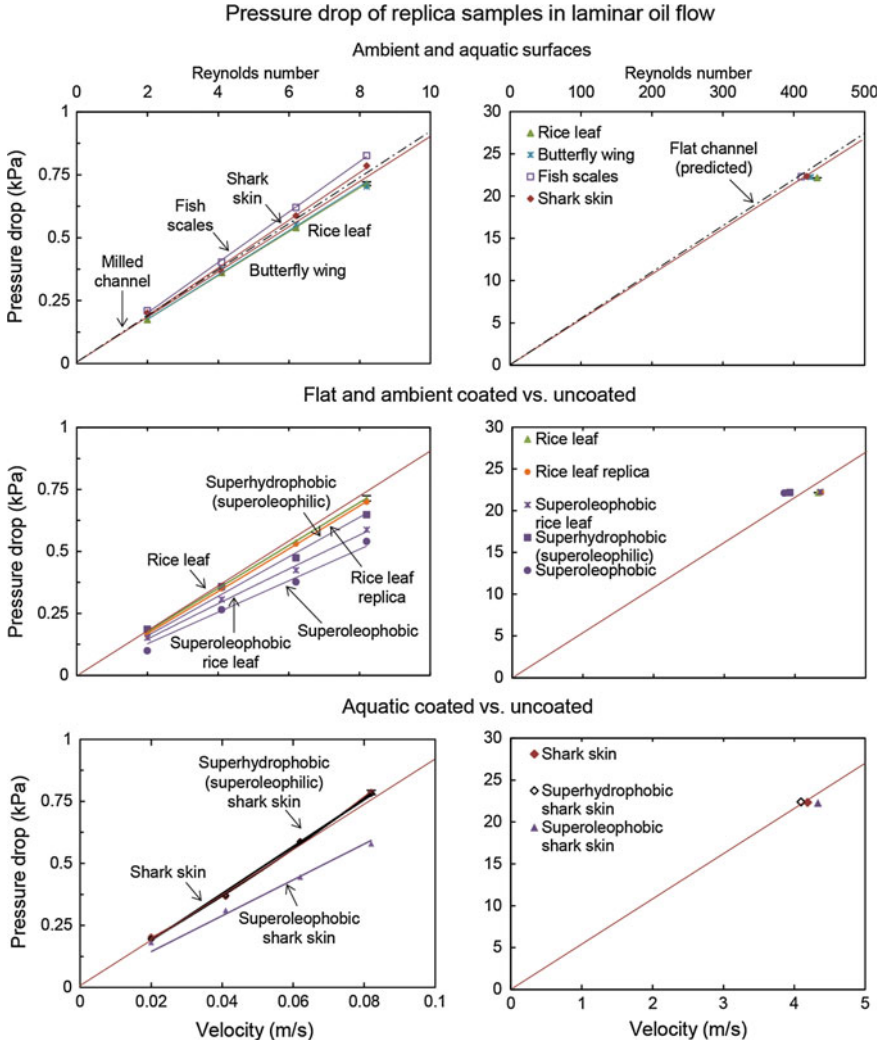 Pressure drop of replica samples in laminar oil flow
Ambient and aquatic surfaces
Reynolds number
0 2 4 6 8 10
Pressure drop (kPa)
1
0.75
0.5
0.25
0
Milled
channel
Fish
scales
Shark
skin
Rice leaf
Butterfly wing
Reynolds number
0 100 200 300 400 500
30
25
20
15
10
5
0
Rice leaf
Butterfly wing
Fish scales
Shark skin
Flat channel
(predicted)
Flat and ambient coated vs. uncoated
Pressure drop (kPa)
1
0.75
0.5
0.25
0
Superhydrophobic
(superoleophilic)
Rice leaf
Rice leaf
replica
Superoleophobic
Superoleophobic
rice leaf
30
25
20
15
10
5
0
Rice leaf
Rice leaf replica
Superoleophobic
rice leaf
Superhydrophobic
(superoleophilic)
Superoleophobic
Aquatic coated vs. uncoated
Pressure drop (kPa)
1
0.75
0.5
0.25
0
Superhydrophobic
(superoleophilic)
shark skin
Shark skin
Superoleophobic
shark skin
0 0.02 0.04 0.06 0.08 0.1
Velocity (m/s)
30
25
20
15
10
5
0
Shark skin
Superhydrophobic
shark skin
Superoleophobic
shark skin
0 1 2 3 4 5
Velocity (m/s)